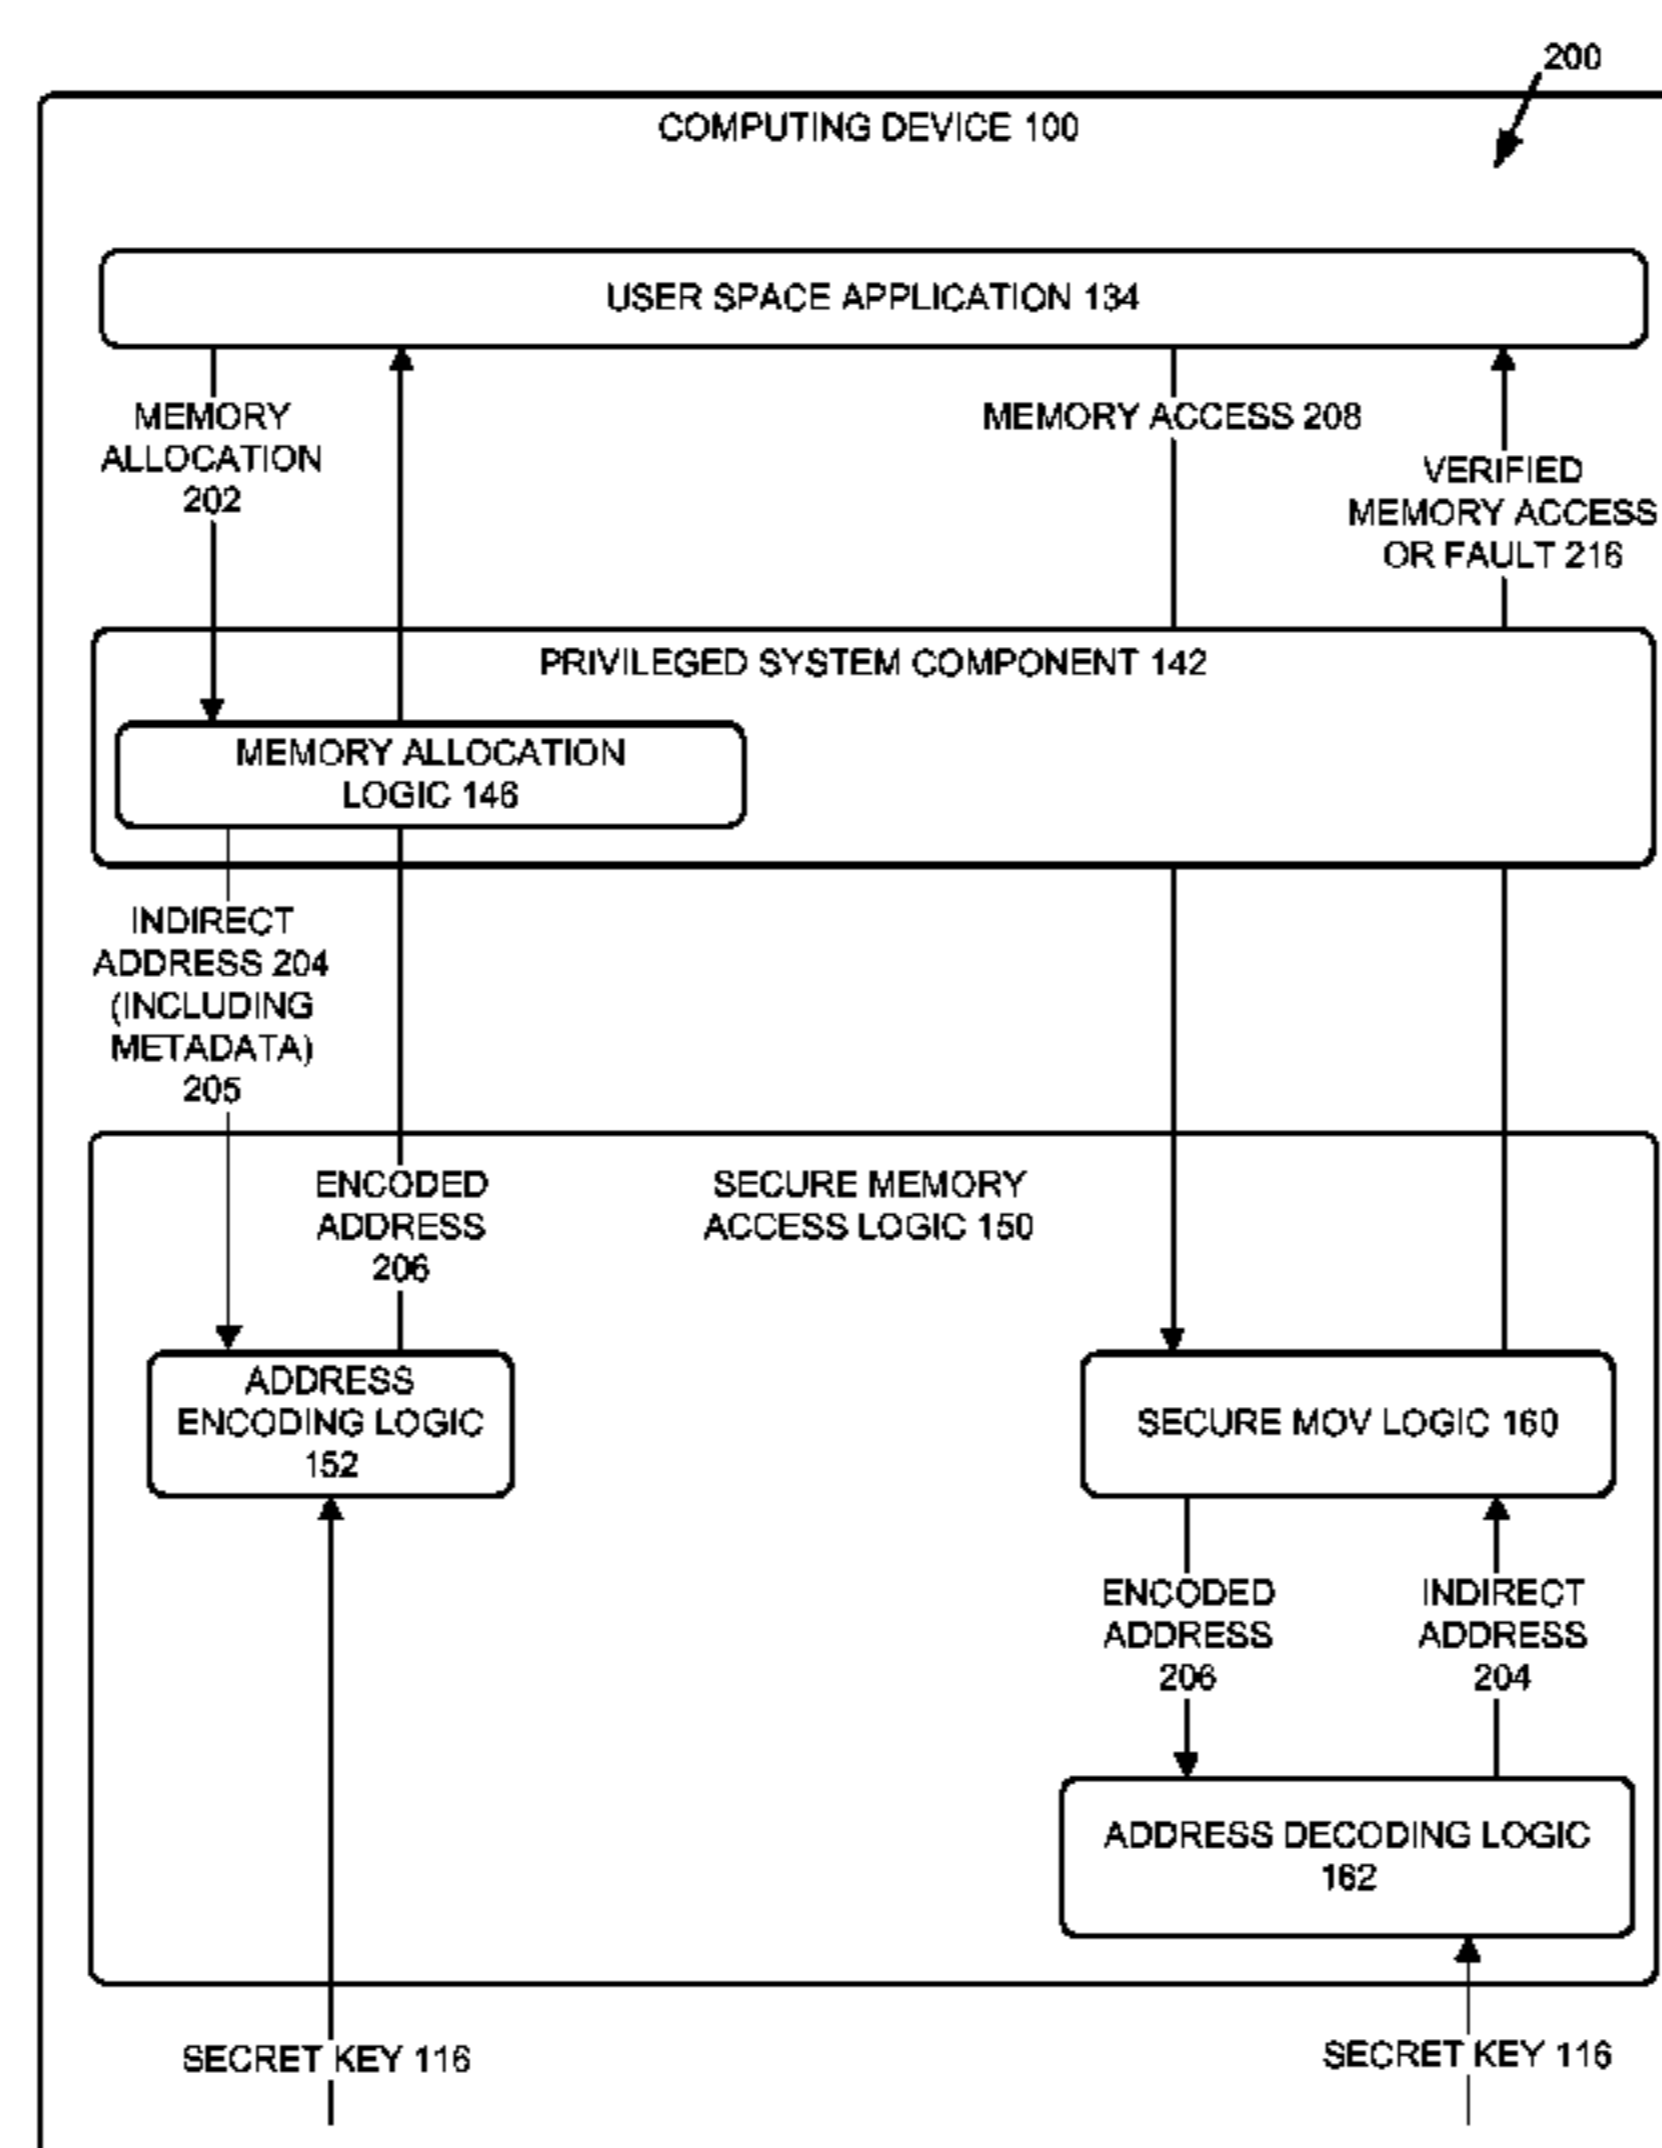 200
COMPUTING DEVICE 100
USER SPACE APPLICATION 134
MEMORY
ALLOCATION
202
MEMORY ACCESS 208
VERIFIED
MEMORY ACCESS
OR FAULT 216
PRIVILEGED SYSTEM COMPONENT 142
MEMORY ALLOCATION
LOGIC 146
INDIRECT
ADDRESS 204
(INCLUDING
METADATA)
205
ENCODED
ADDRESS
206
SECURE MEMORY
ACCESS LOGIC 150
ADDRESS
ENCODING LOGIC
152
SECURE MOV LOGIC 160
ENCODED
ADDRESS
206
INDIRECT
ADDRESS
204
ADDRESS DECODING LOGIC
162
SECRET KEY 116
SECRET KEY 116